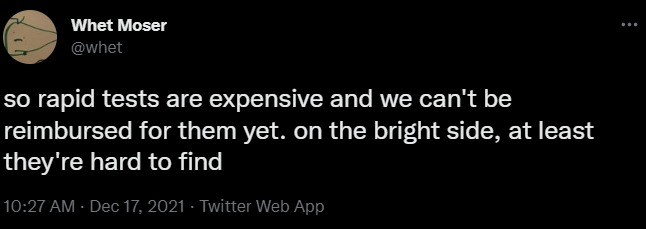 Whet Moser
@whet
so rapid tests are expensive and we can't be
reimbursed for them yet. on the bright side, at least
they're hard to find
10:27 AM · Dec 17, 2021 · Twitter Web App